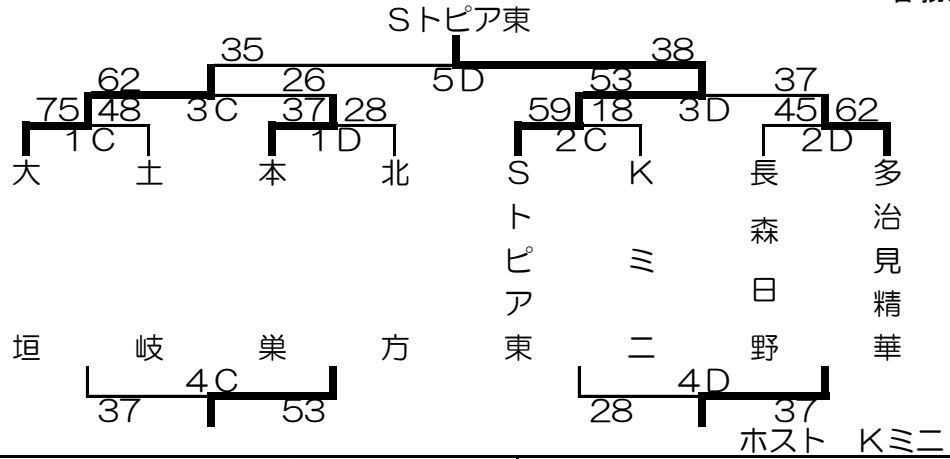 Sトピア東
35 38
62 26 5D 53 37
75 48 3C 37 28 59 18 3D 45 62
1C 1D 2C 2D
大垣
土岐
本巣
北方
Sトピア東
Kミニ
長森日野
多治見精華
4C 4D
37 53 28 37
ホスト Kミニ